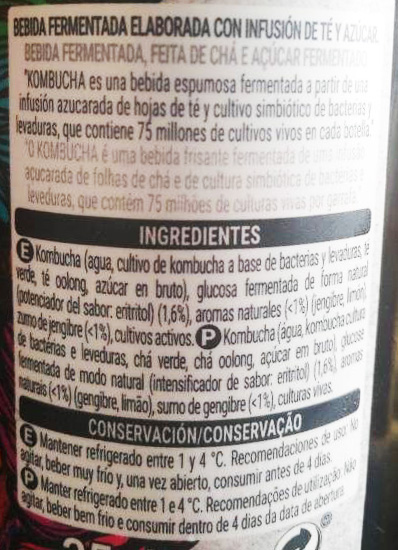 BEBIDA FERMENTADA ELABORADA CON INFUSIÓN DE TÉ Y AZÚCAR.
BEBIDA FERMENTADA, FEITA DE CHÁ E AÇÚCAR FERMENTADO
"KOMBUCHA es una bebida espumosa fermentada a partir de una
infusión azucarada de hojas de té y cultivo simbiótico de bacterias y
levaduras, que contiene 75 millones de cultivos vivos en cada botella."
"O KOMBUCHA é uma bebida frisante fermentada de uma infusão
açucarada de folhas de chá e de cultura simbiótica de bactérias e
leveduras, que contém 75 milhões de culturas vivas por garrafa."
INGREDIENTES
E Kombucha (agua, cultivo de kombucha a base de bacterias y levaduras, té
verde, té oolong, azúcar en bruto), glucosa fermentada de forma natural
(potenciador del sabor: eritritol) (1,6%), aromas naturales (<1%) (jengibre, limón),
zumo de jengibre (<1%), cultivos activos. P Kombucha (água, kombucha cultura
de bactérias e leveduras, chá verde, chá oolong, açúcar em bruto), glucose
fermentada de modo natural (intensificador de sabor: eritritol) (1,6%), aromas
naturais (<1%) (gengibre, limão), sumo de gengibre (<1%), culturas vivas.
CONSERVACIÓN/CONSERVAÇÃO
E Mantener refrigerado entre 1 y 4 °C. Recomendaciones de uso: No
agitar, beber muy frío y, una vez abierto, consumir antes de 4 días.
P Manter refrigerado entre 1 e 4 °C. Recomendações de utilização: Não
agitar, beber bem frio e consumir dentro de 4 dias da data de abertura.